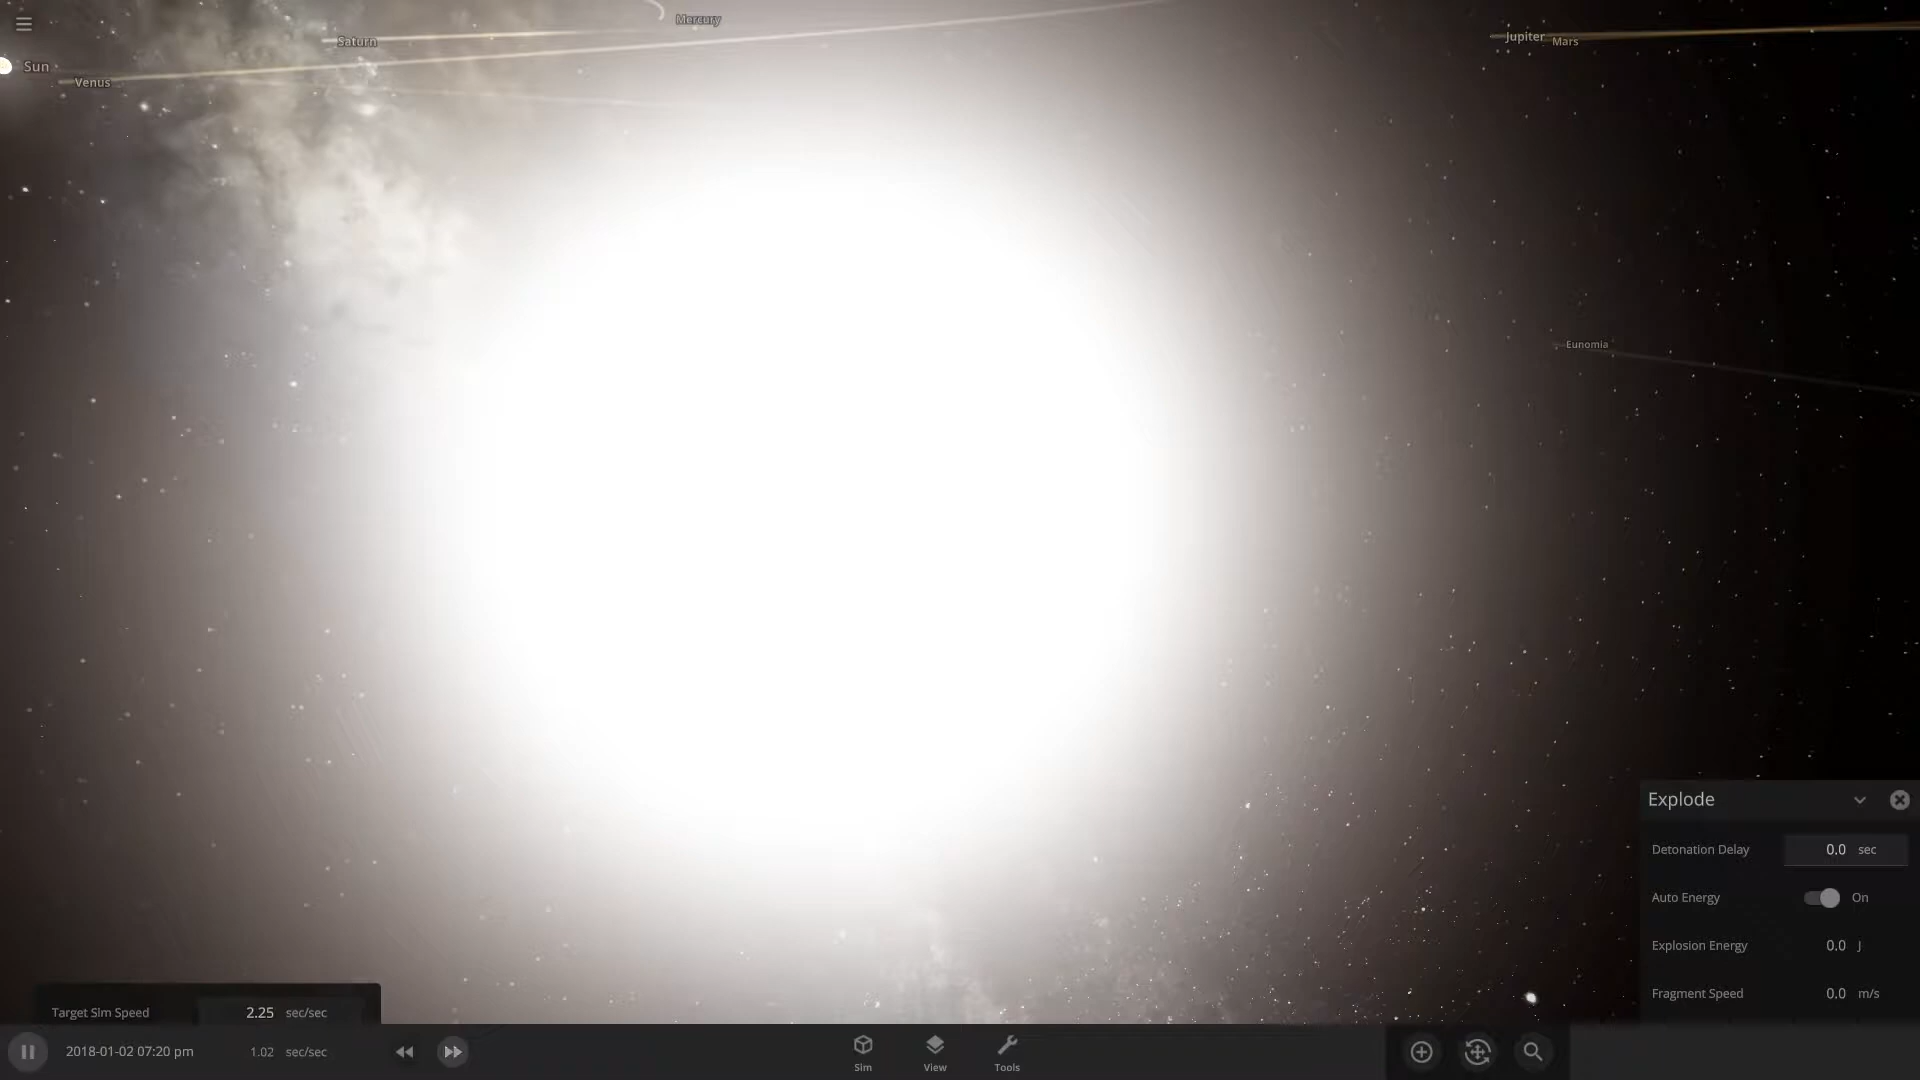 Mercury
Saturn
Jupiter
Mars
Sun
Venus
Eunomia
Explode
Detonation Delay 0.0 sec
Auto Energy On
Explosion Energy 0.0 J
Fragment Speed 0.0 m/s
Target Sim Speed 2.25 sec/sec
2018-01-02 07:20 pm 1.02 sec/sec
Sim View Tools